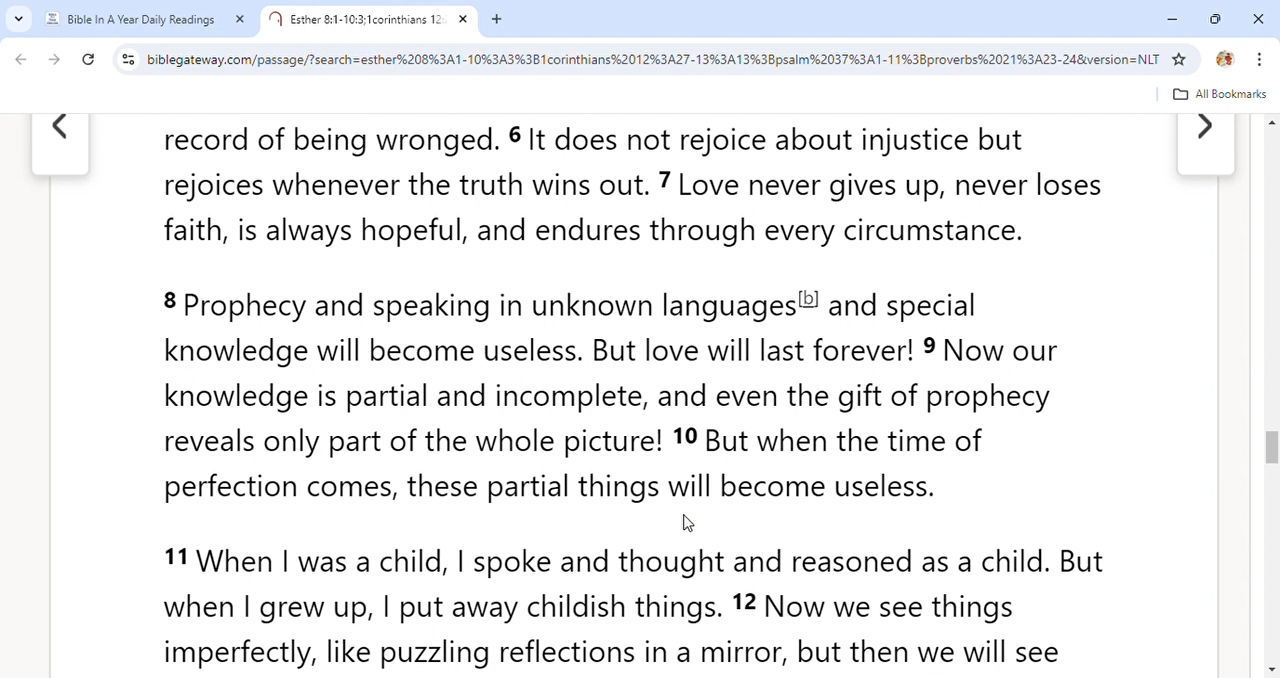 Bible In A Year Daily Readings
Esther 8:1-10:3;1corinthians 12:
biblegateway.com/passage/?search=esther%208%3A1-10%3A3%3B1corinthians%2012%3A27-13%3A13%3Bpsalm%2037%3A1-11%3Bproverbs%2021%3A23-24&version=NLT
All Bookmarks
record of being wronged. 6 It does not rejoice about injustice but
rejoices whenever the truth wins out. 7 Love never gives up, never loses
faith, is always hopeful, and endures through every circumstance.
8 Prophecy and speaking in unknown languages[b] and special
knowledge will become useless. But love will last forever! 9 Now our
knowledge is partial and incomplete, and even the gift of prophecy
reveals only part of the whole picture! 10 But when the time of
perfection comes, these partial things will become useless.
11 When I was a child, I spoke and thought and reasoned as a child. But
when I grew up, I put away childish things. 12 Now we see things
imperfectly, like puzzling reflections in a mirror, but then we will see